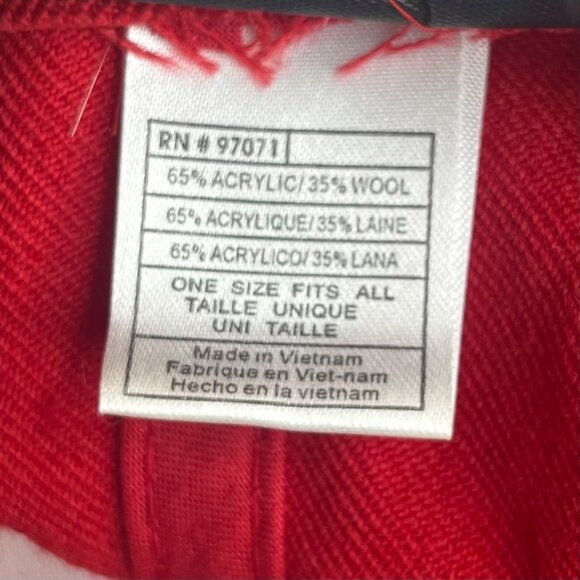 RN # 97071
65% ACRYLIC/35% WOOL
65% ACRYLIQUE/35% LAINE
65% ACRYLICO/35% LANA
ONE SIZE FITS ALL
TAILLE UNIQUE
UNI TAILLE
Made in Vietnam
Fabrique en Viet-nam
Hecho en la vietnam